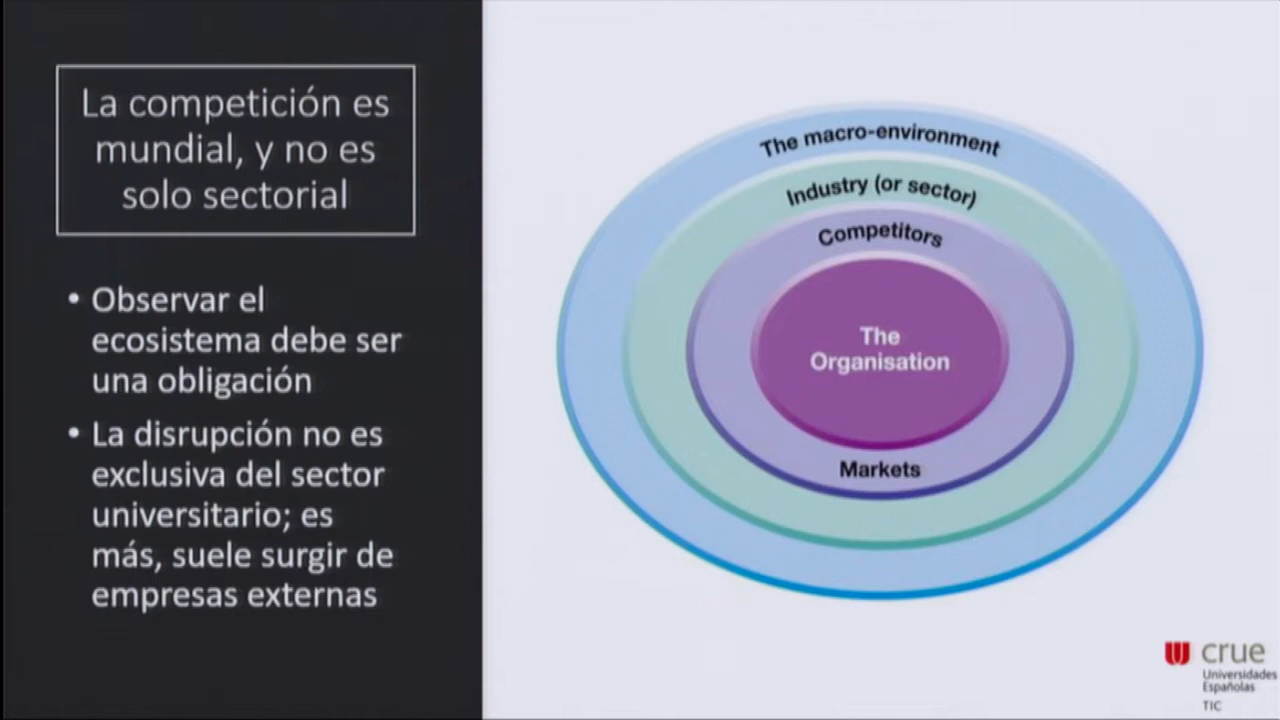 La competición es
mundial, y no es
solo sectorial
• Observar el
ecosistema debe ser
una obligación
• La disrupción no es
exclusiva del sector
universitario; es
más, suele surgir de
empresas externas
The macro-environment
Industry (or sector)
Competitors
The
Organisation
Markets
crue
Universidades
Españolas
TIC